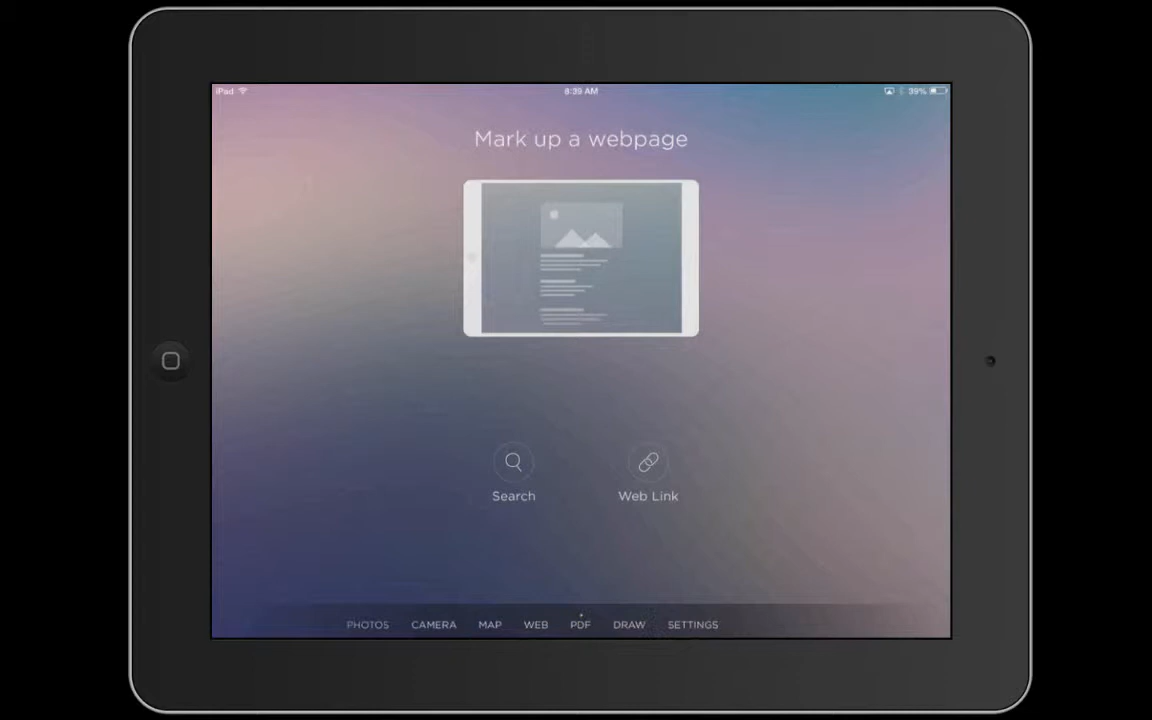 iPad 8:39 AM 39%
Mark up a webpage
Search Web Link
PHOTOS CAMERA MAP WEB PDF DRAW SETTINGS